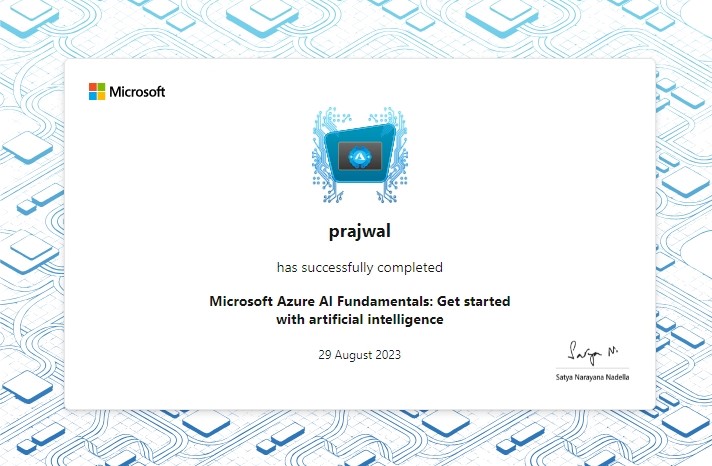 Microsoft
prajwal
has successfully completed
Microsoft Azure AI Fundamentals: Get started
with artificial intelligence
29 August 2023
Satya N.
Satya Narayana Nadella